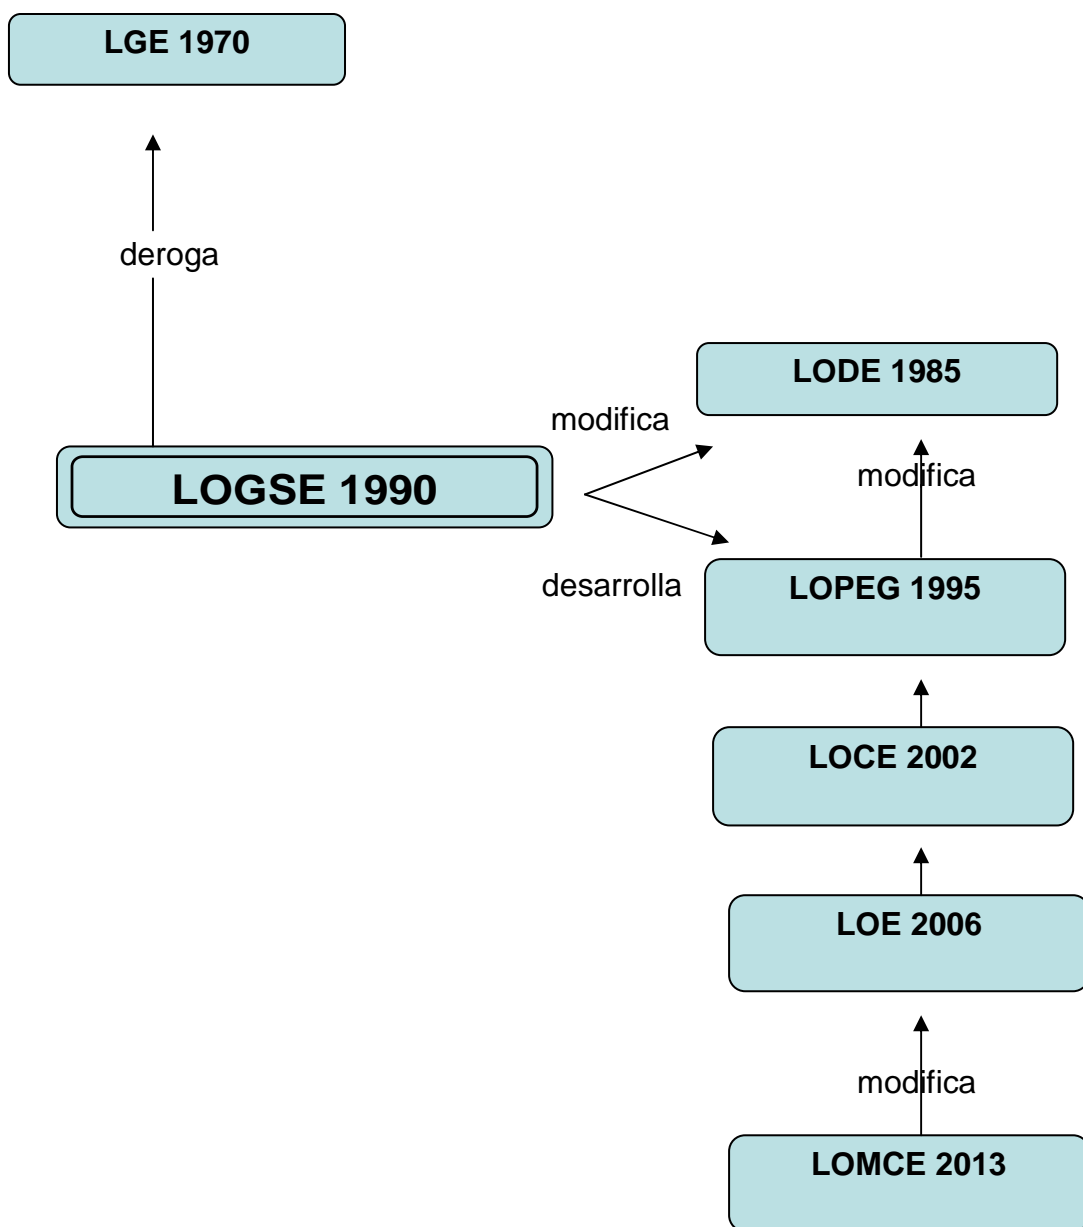 LGE 1970
deroga
LODE 1985
modifica
modifica
LOGSE 1990
desarrolla
LOPEG 1995
LOCE 2002
LOE 2006
modifica
LOMCE 2013